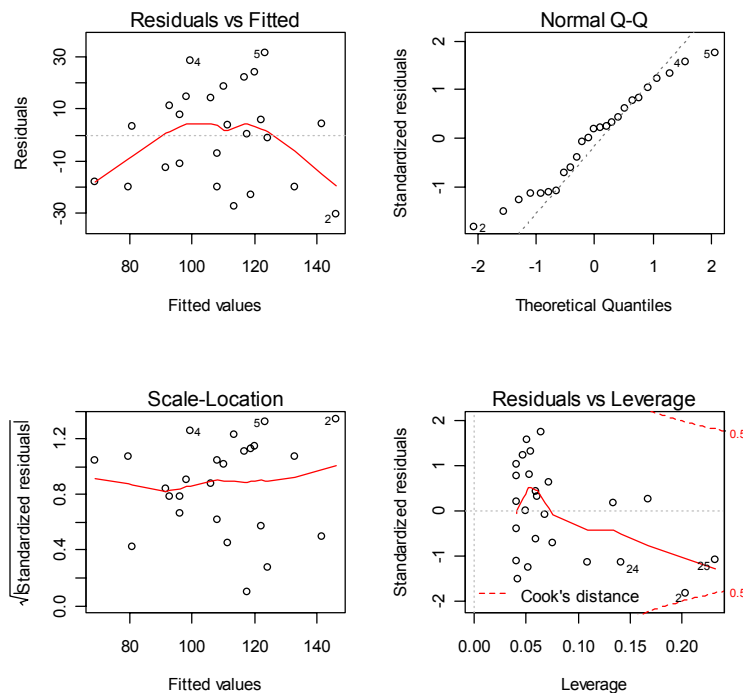 Residuals vs Fitted
Residuals
30
10
-10
-30
4
5
2
80 100 120 140
Fitted values
Normal Q-Q
Standardized residuals
2
1
0
-1
4
5
2
-2 -1 0 1 2
Theoretical Quantiles
Scale-Location
√|Standardized residuals|
1.2
0.8
0.4
0.0
4
5
2
80 100 120 140
Fitted values
Residuals vs Leverage
Standardized residuals
2
1
0
-1
-2
0.5
24
25
2
0.5
Cook's distance
0.00 0.05 0.10 0.20
Leverage